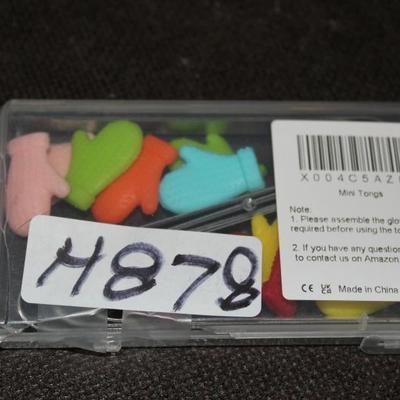 H878
X004C5AZ
Mini Tongs
Note:
1. Please assemble the glo
required before using the to
2. If you have any question
to contact us on Amazon
CE UK CA Made in China